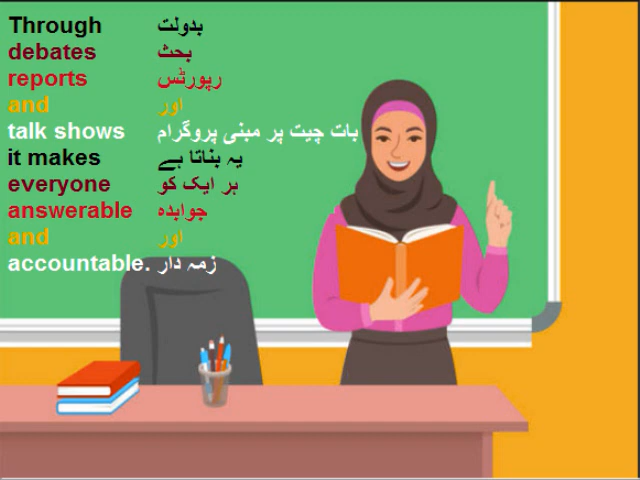 Through بدولت
debates بحث
reports رپورٹس
and اور
talk shows بات چیت پر مبنی پروگرام
it makes یہ بناتا ہے
everyone ہر ایک کو
answerable جوابدہ
and اور
accountable. زمہ دار